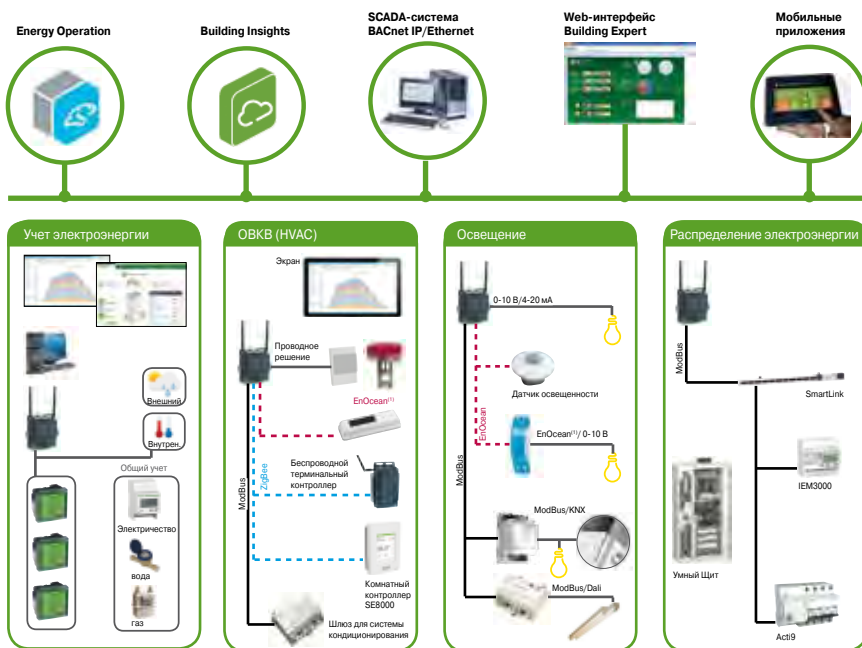 Energy Operation
Building Insights
SCADA-система
BACnet IP/Ethernet
Web-интерфейс
Building Expert
Мобильные
приложения
Учет электроэнергии
Внешний
Внутрен.
Общий учет
Электричество
вода
газ
ОВКВ (HVAC)
Экран
Проводное
решение
EnOcean⁽¹⁾
ModBus
ZigBee
Беспроводной
терминальный
контроллер
Комнатный
контроллер
SE8000
Шлюз для системы
кондиционирования
Освещение
0-10 В/4-20 мА
Датчик освещенности
EnOcean
EnOcean⁽¹⁾/ 0-10 В
ModBus
ModBus/KNX
ModBus/Dali
Распределение электроэнергии
ModBus
SmartLink
IEM3000
Умный Щит
Acti9